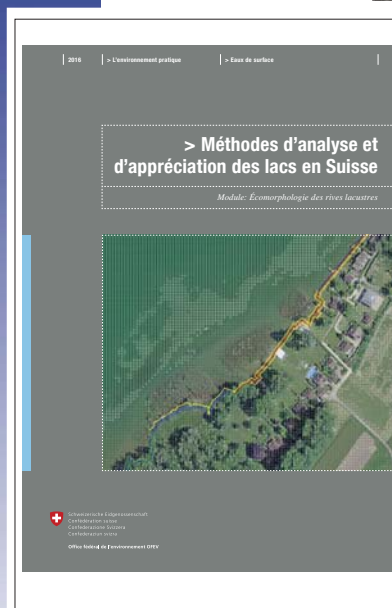 2016 > L'environnement pratique > Eaux de surface
> Méthodes d'analyse et
d'appréciation des lacs en Suisse
Module: Écomorphologie des rives lacustres
Schweizerische Eidgenossenschaft
Confédération suisse
Confederazione Svizzera
Confederaziun svizra
Office fédéral de l'environnement OFEV